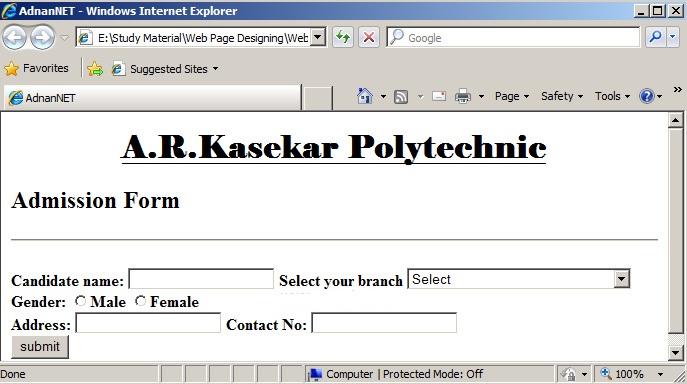 AdnanNET - Windows Internet Explorer
E:\Study Material\Web Page Designing\Web
Google
Favorites Suggested Sites
AdnanNET Page Safety Tools
A.R.Kasekar Polytechnic
Admission Form
Candidate name: Select your branch Select
Gender: Male Female
Address: Contact No:
submit
Done Computer | Protected Mode: Off 100%